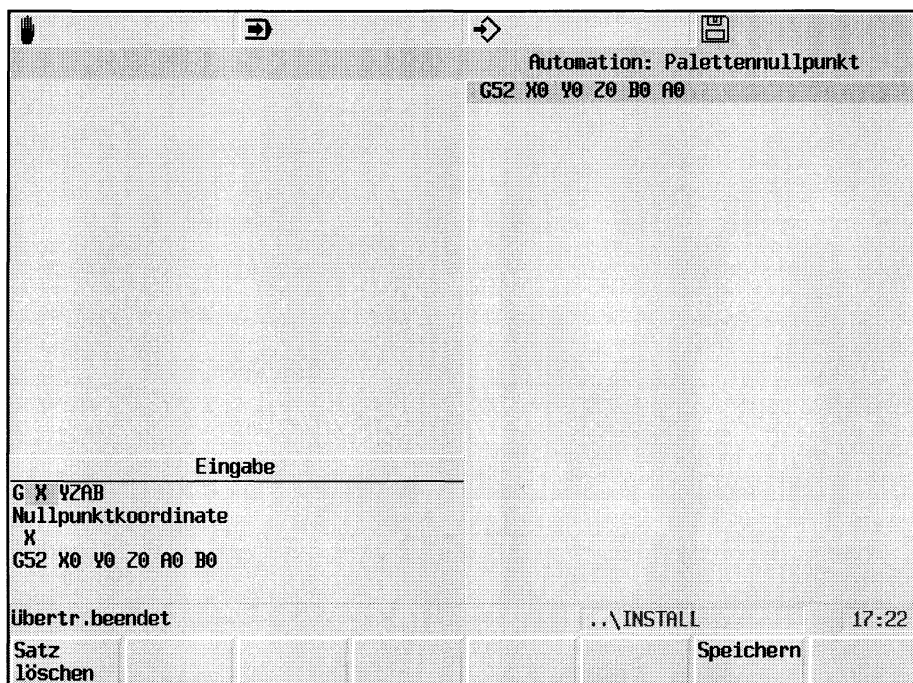 Automation: Palettennullpunkt
G52 X0 Y0 Z0 B0 A0
Eingabe
G X YZAB
Nullpunktkoordinate
X
G52 X0 Y0 Z0 A0 B0
Übertr.beendet ..\INSTALL 17:22
Satz löschen Speichern